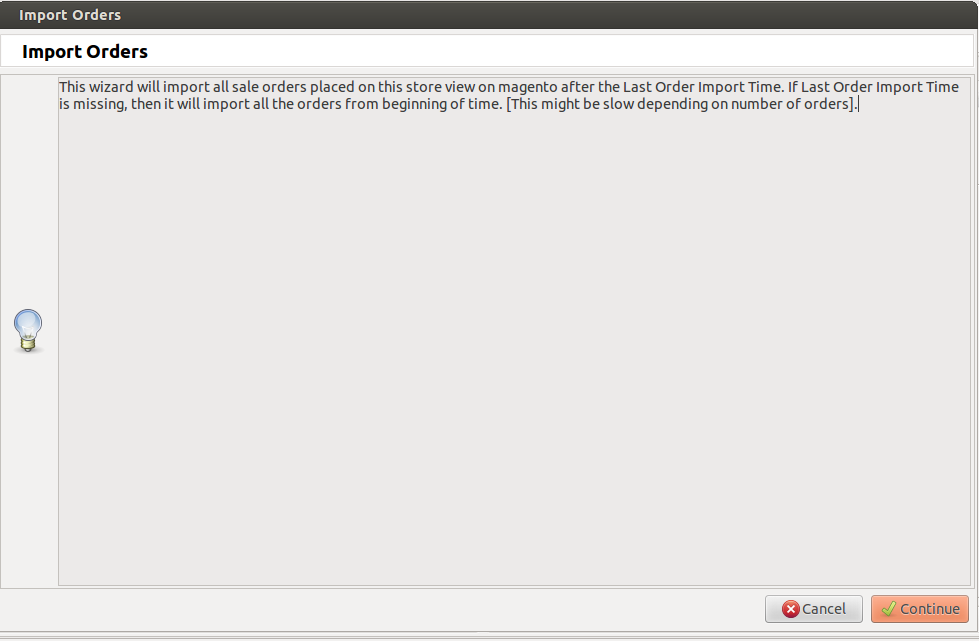 Import Orders
Import Orders
This wizard will import all sale orders placed on this store view on magento after the Last Order Import Time. If Last Order Import Time
is missing, then it will import all the orders from beginning of time. [This might be slow depending on number of orders].
Cancel
Continue